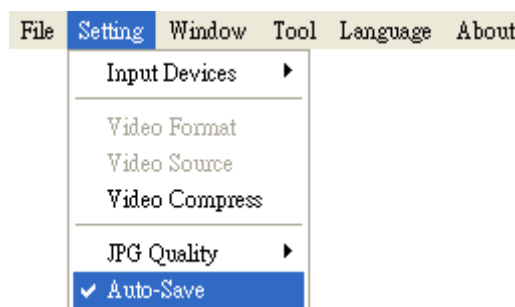 File Setting Window Tool Language About
Input Devices
Video Format
Video Source
Video Compress
JPG Quality
Auto-Save